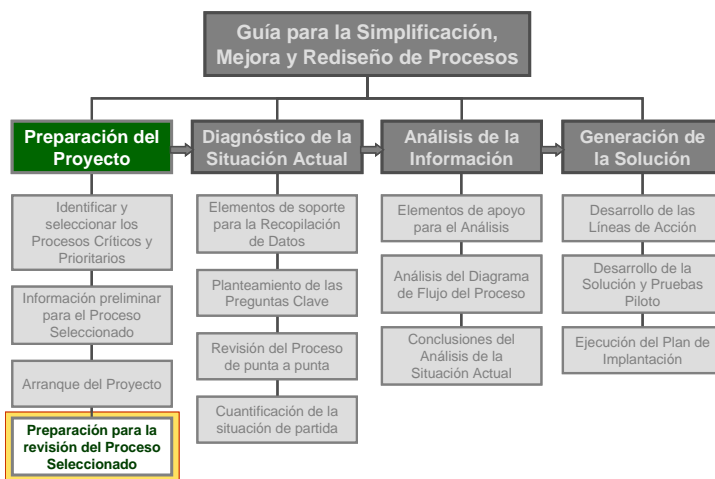 Guía para la Simplificación,
Mejora y Rediseño de Procesos
Preparación del
Proyecto
Identificar y
seleccionar los
Procesos Críticos y
Prioritarios
Información preliminar
para el Proceso
Seleccionado
Arranque del Proyecto
Preparación para la
revisión del Proceso
Seleccionado
Diagnóstico de la
Situación Actual
Elementos de soporte
para la Recopilación
de Datos
Planteamiento de las
Preguntas Clave
Revisión del Proceso
de punta a punta
Cuantificación de la
situación de partida
Análisis de la
Información
Elementos de apoyo
para el Análisis
Análisis del Diagrama
de Flujo del Proceso
Conclusiones del
Análisis de la
Situación Actual
Generación de
la Solución
Desarrollo de las
Líneas de Acción
Desarrollo de la
Solución y Pruebas
Piloto
Ejecución del Plan de
Implantación